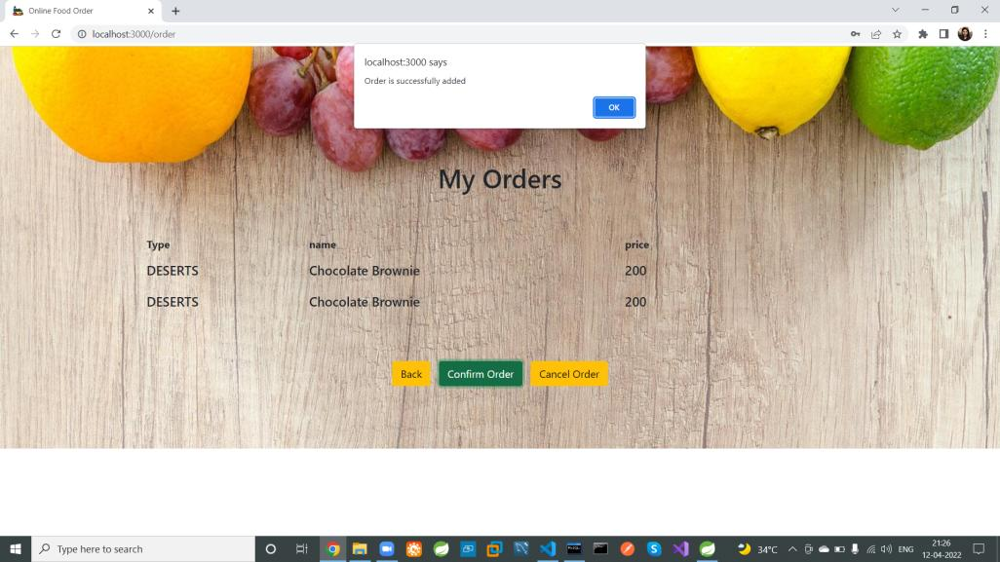 Online Food Order
localhost:3000/order
localhost:3000 says
Order is successfully added
OK
My Orders
Type name price
DESERTS Chocolate Brownie 200
DESERTS Chocolate Brownie 200
Back Confirm Order Cancel Order
Type here to search
34°C ENG 21:26
12-04-2022